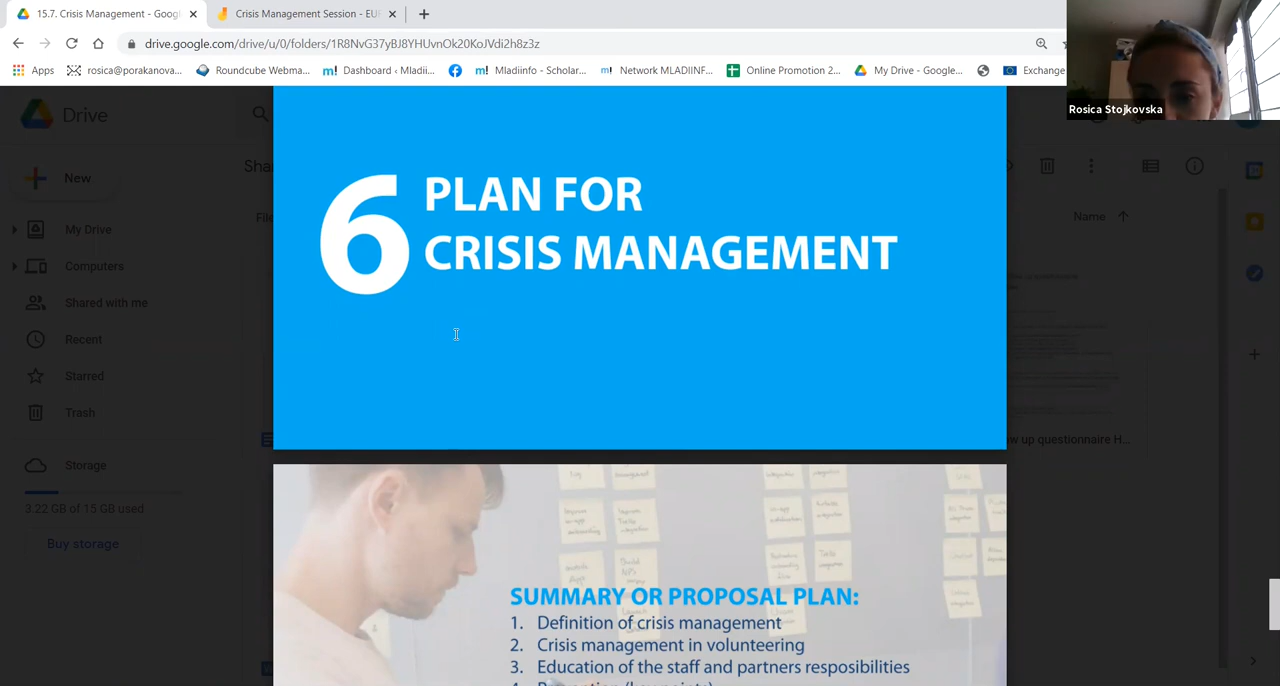 15.7. Crisis Management - Goog
Crisis Management Session - EU
drive.google.com/drive/u/0/folders/1R8NvG37yBJ8YHUvnOk20KoJVdi2h8z3z
Apps
rosica@porakanova...
Roundcube Webma...
Dashboard ‹ Mladii...
Mladiinfo - Scholar...
Network MLADIINF...
Online Promotion 2...
My Drive - Google...
Exchange
Rosica Stojkovska
Drive
New
My Drive
Computers
Shared with me
Recent
Starred
Trash
Storage
3.22 GB of 15 GB used
Buy storage
Name
w up questionnaire H...
6 PLAN FOR
CRISIS MANAGEMENT
SUMMARY OR PROPOSAL PLAN:
1. Definition of crisis management
2. Crisis management in volunteering
3. Education of the staff and partners resposibilities